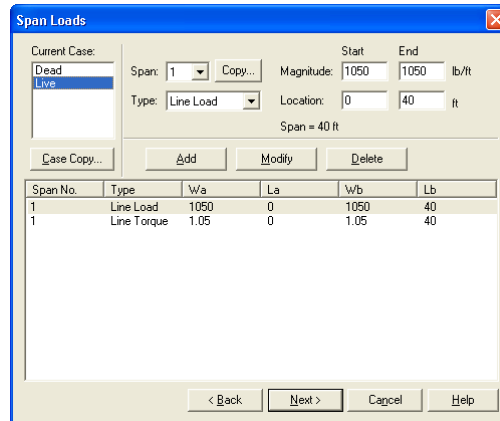 Span Loads
Current Case:
Dead
Live
Case Copy...
Span: 1 Copy...
Type: Line Load
Start End
Magnitude: 1050 1050 lb/ft
Location: 0 40 ft
Span = 40 ft
Add Modify Delete
Span No. Type Wa La Wb Lb
1 Line Load 1050 0 1050 40
1 Line Torque 1.05 0 1.05 40
< Back Next > Cancel Help